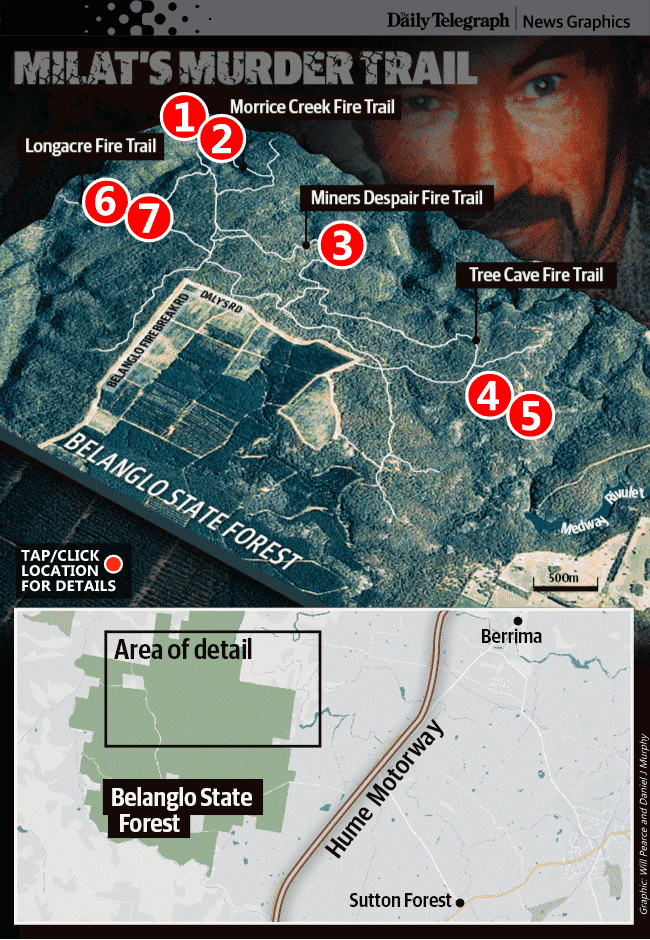 The Daily Telegraph | News Graphics
MILAT'S MURDER TRAIL
Morrice Creek Fire Trail
1
2
Longacre Fire Trail
6
7
Miners Despair Fire Trail
3
Tree Cave Fire Trail
DALYS RD
BELANGLO FIRE BREAK RD
4
5
BELANGLO STATE FOREST
Medway Rivulet
TAP/CLICK
LOCATION
FOR DETAILS
500m
Area of detail
Berrima
Belanglo State
Forest
Hume Motorway
Sutton Forest
Graphic: Will Pearce and Daniel J Murphy